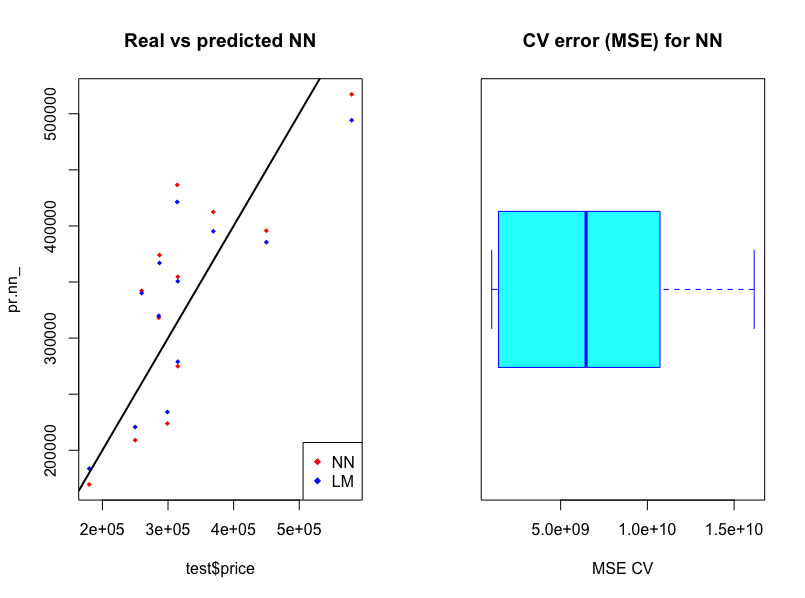 Real vs predicted NN
pr.nn_
500000
400000
300000
200000
NN
LM
2e+05 3e+05 4e+05 5e+05
test$price
CV error (MSE) for NN
5.0e+09 1.0e+10 1.5e+10
MSE CV